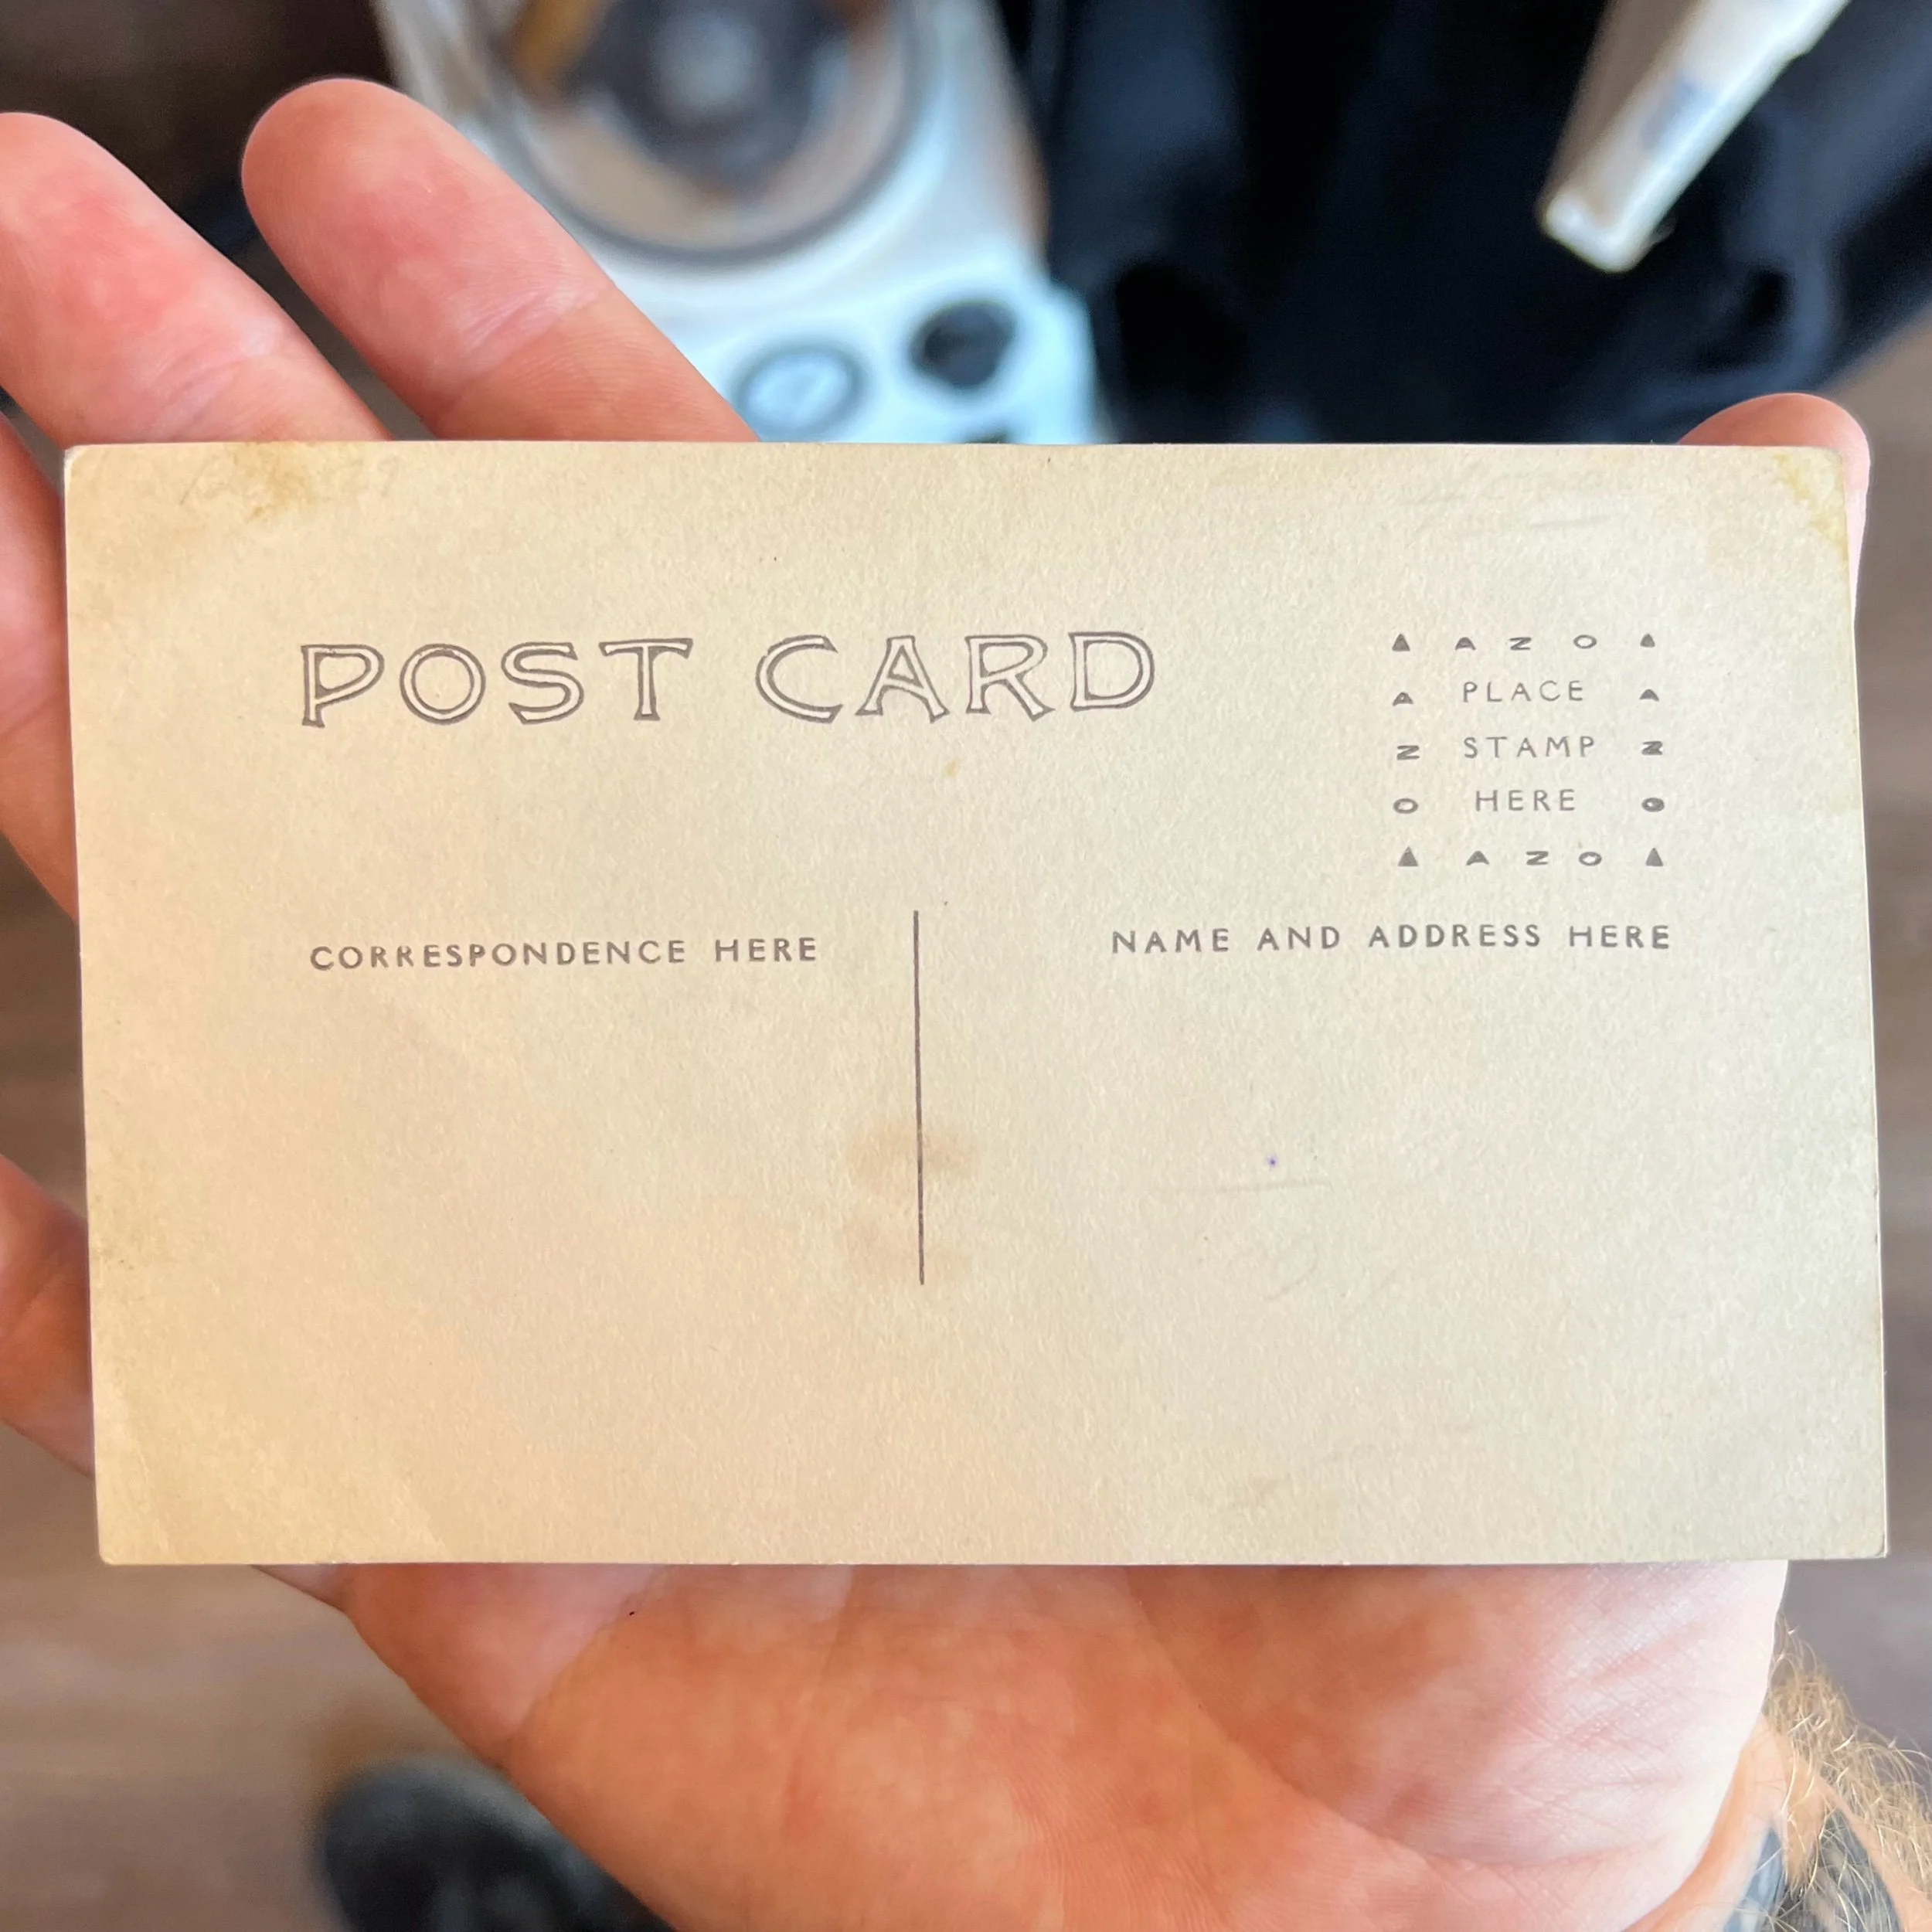 POST CARD
▲ A Z O ▲
A PLACE A
Z STAMP Z
O HERE O
▲ A Z O ▲
CORRESPONDENCE HERE
NAME AND ADDRESS HERE